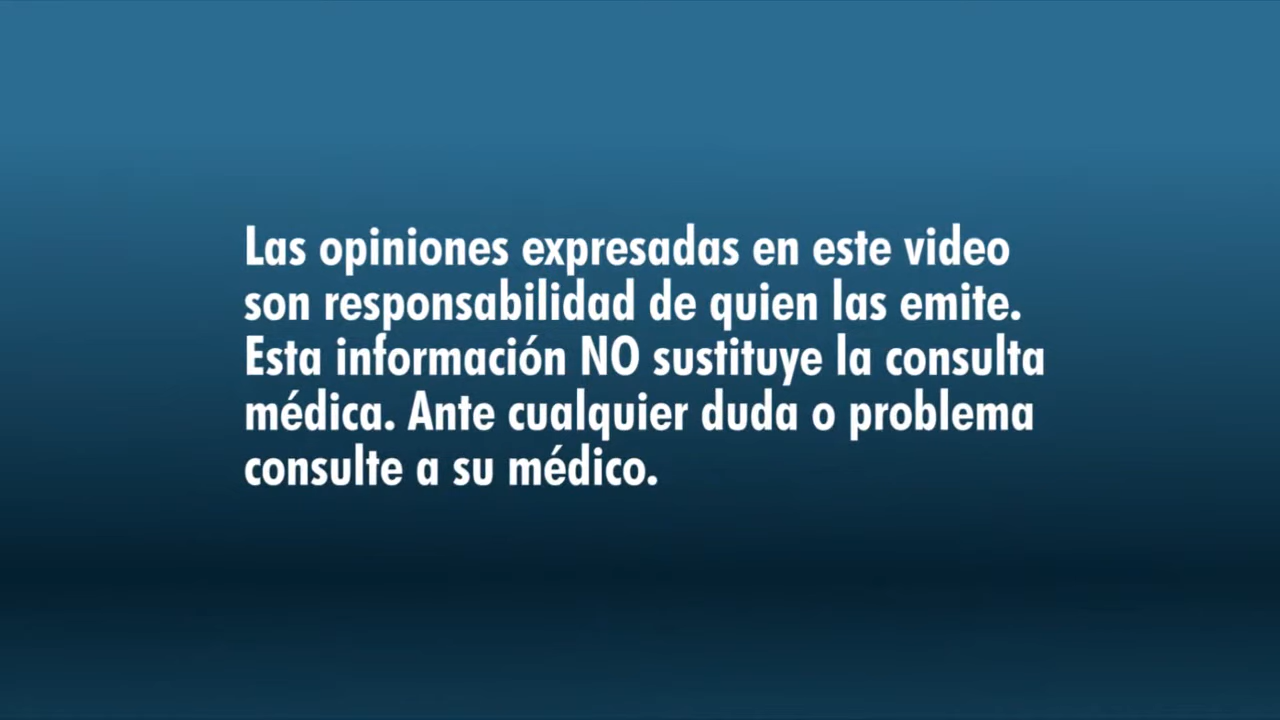 Las opiniones expresadas en este video
son responsabilidad de quien las emite.
Esta información NO sustituye la consulta
médica. Ante cualquier duda o problema
consulte a su médico.